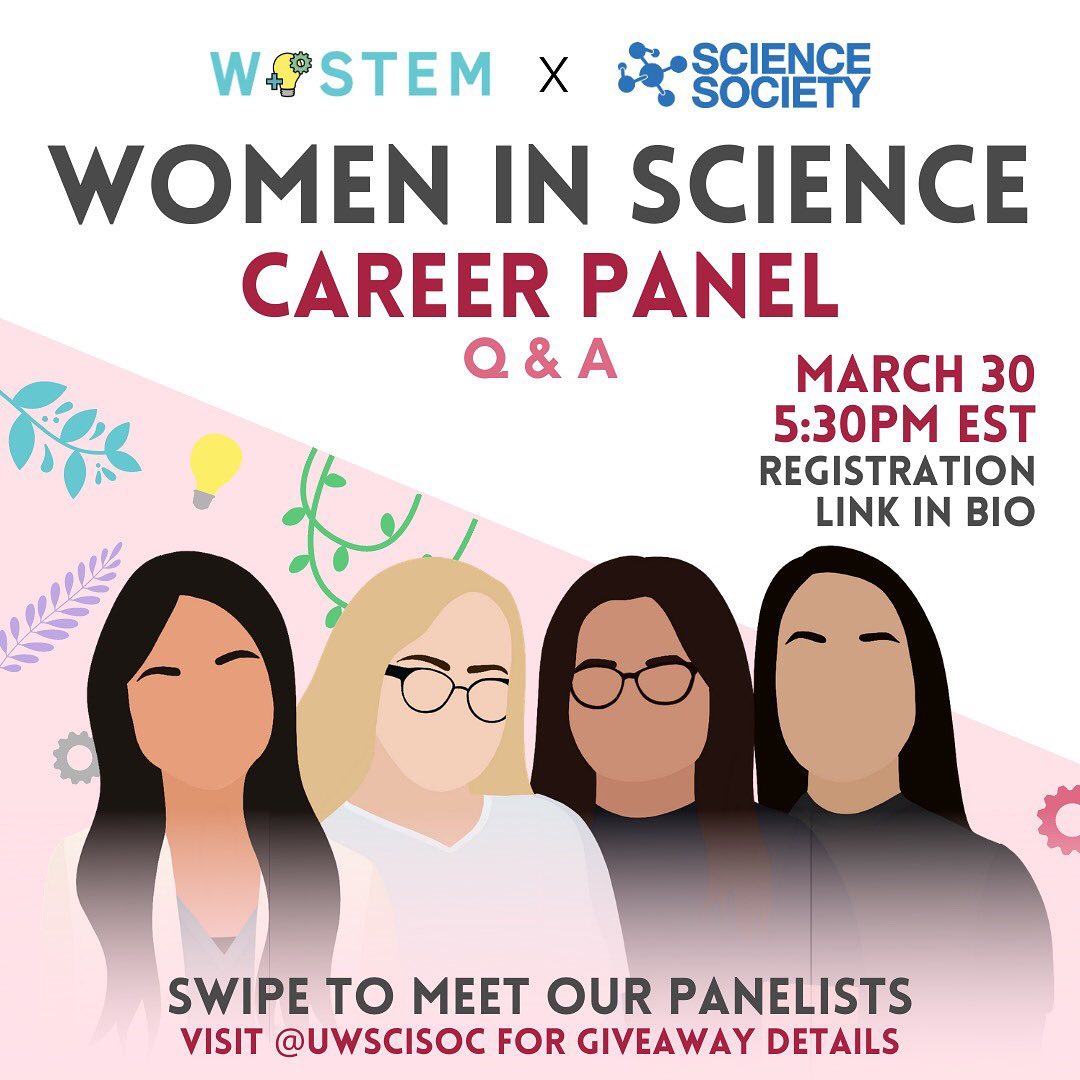 WOSTEM X SCIENCE SOCIETY
WOMEN IN SCIENCE
CAREER PANEL
Q & A
MARCH 30
5:30PM EST
REGISTRATION
LINK IN BIO
SWIPE TO MEET OUR PANELISTS
VISIT @UWSCISOC FOR GIVEAWAY DETAILS